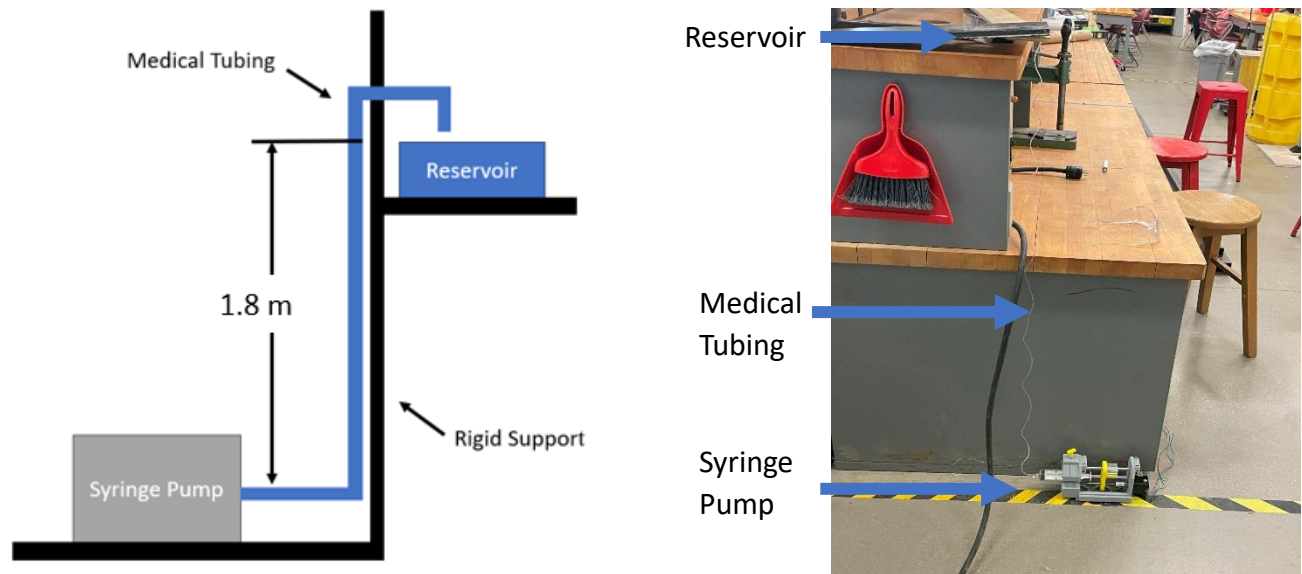 Medical Tubing
Reservoir
1.8 m
Rigid Support
Syringe Pump
Reservoir
Medical
Tubing
Syringe
Pump